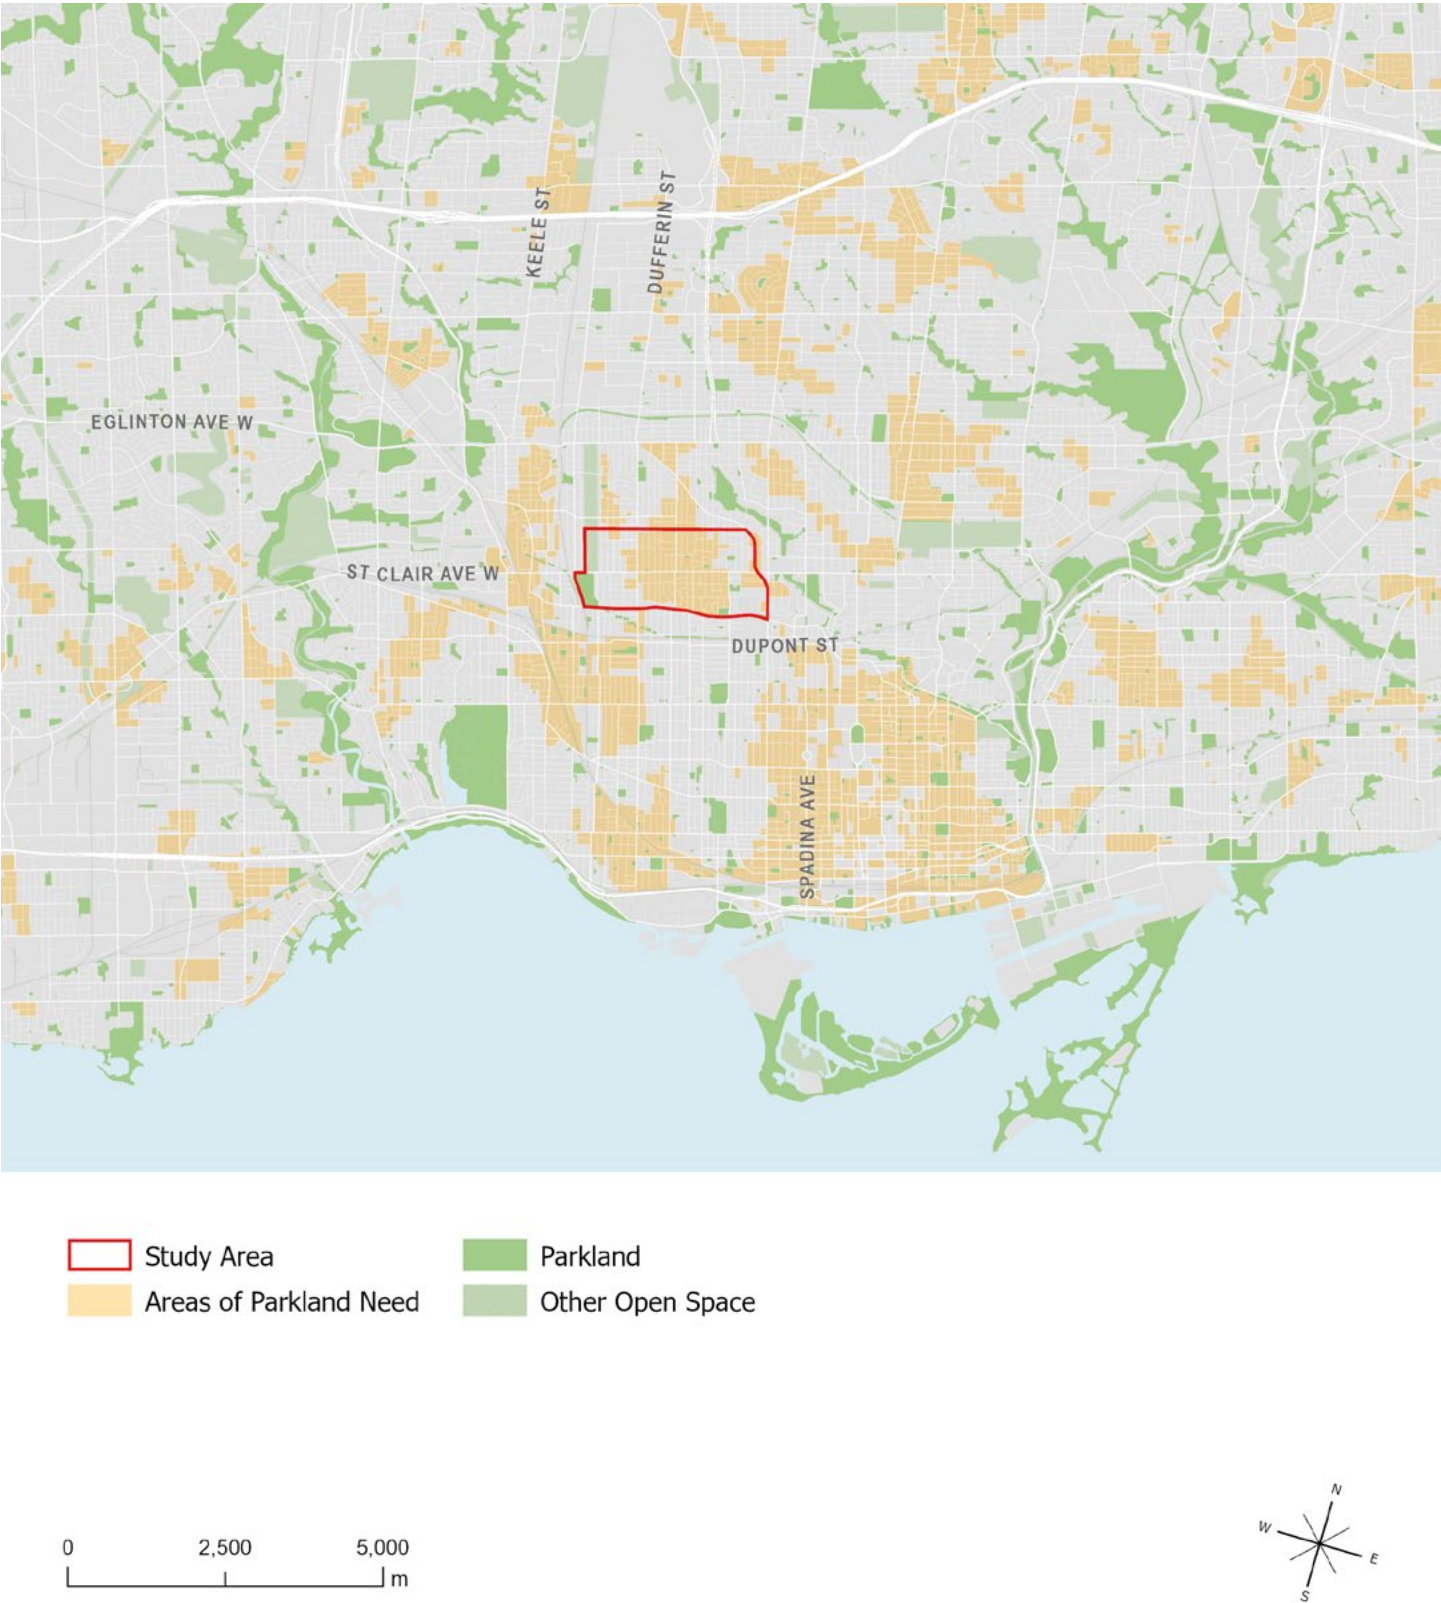 KEELE ST
DUFFERIN ST
EGLINTON AVE W
ST CLAIR AVE W
DUPONT ST
SPADINA AVE
Study Area
Parkland
Areas of Parkland Need
Other Open Space
0 2,500 5,000
m
N
W
E
S